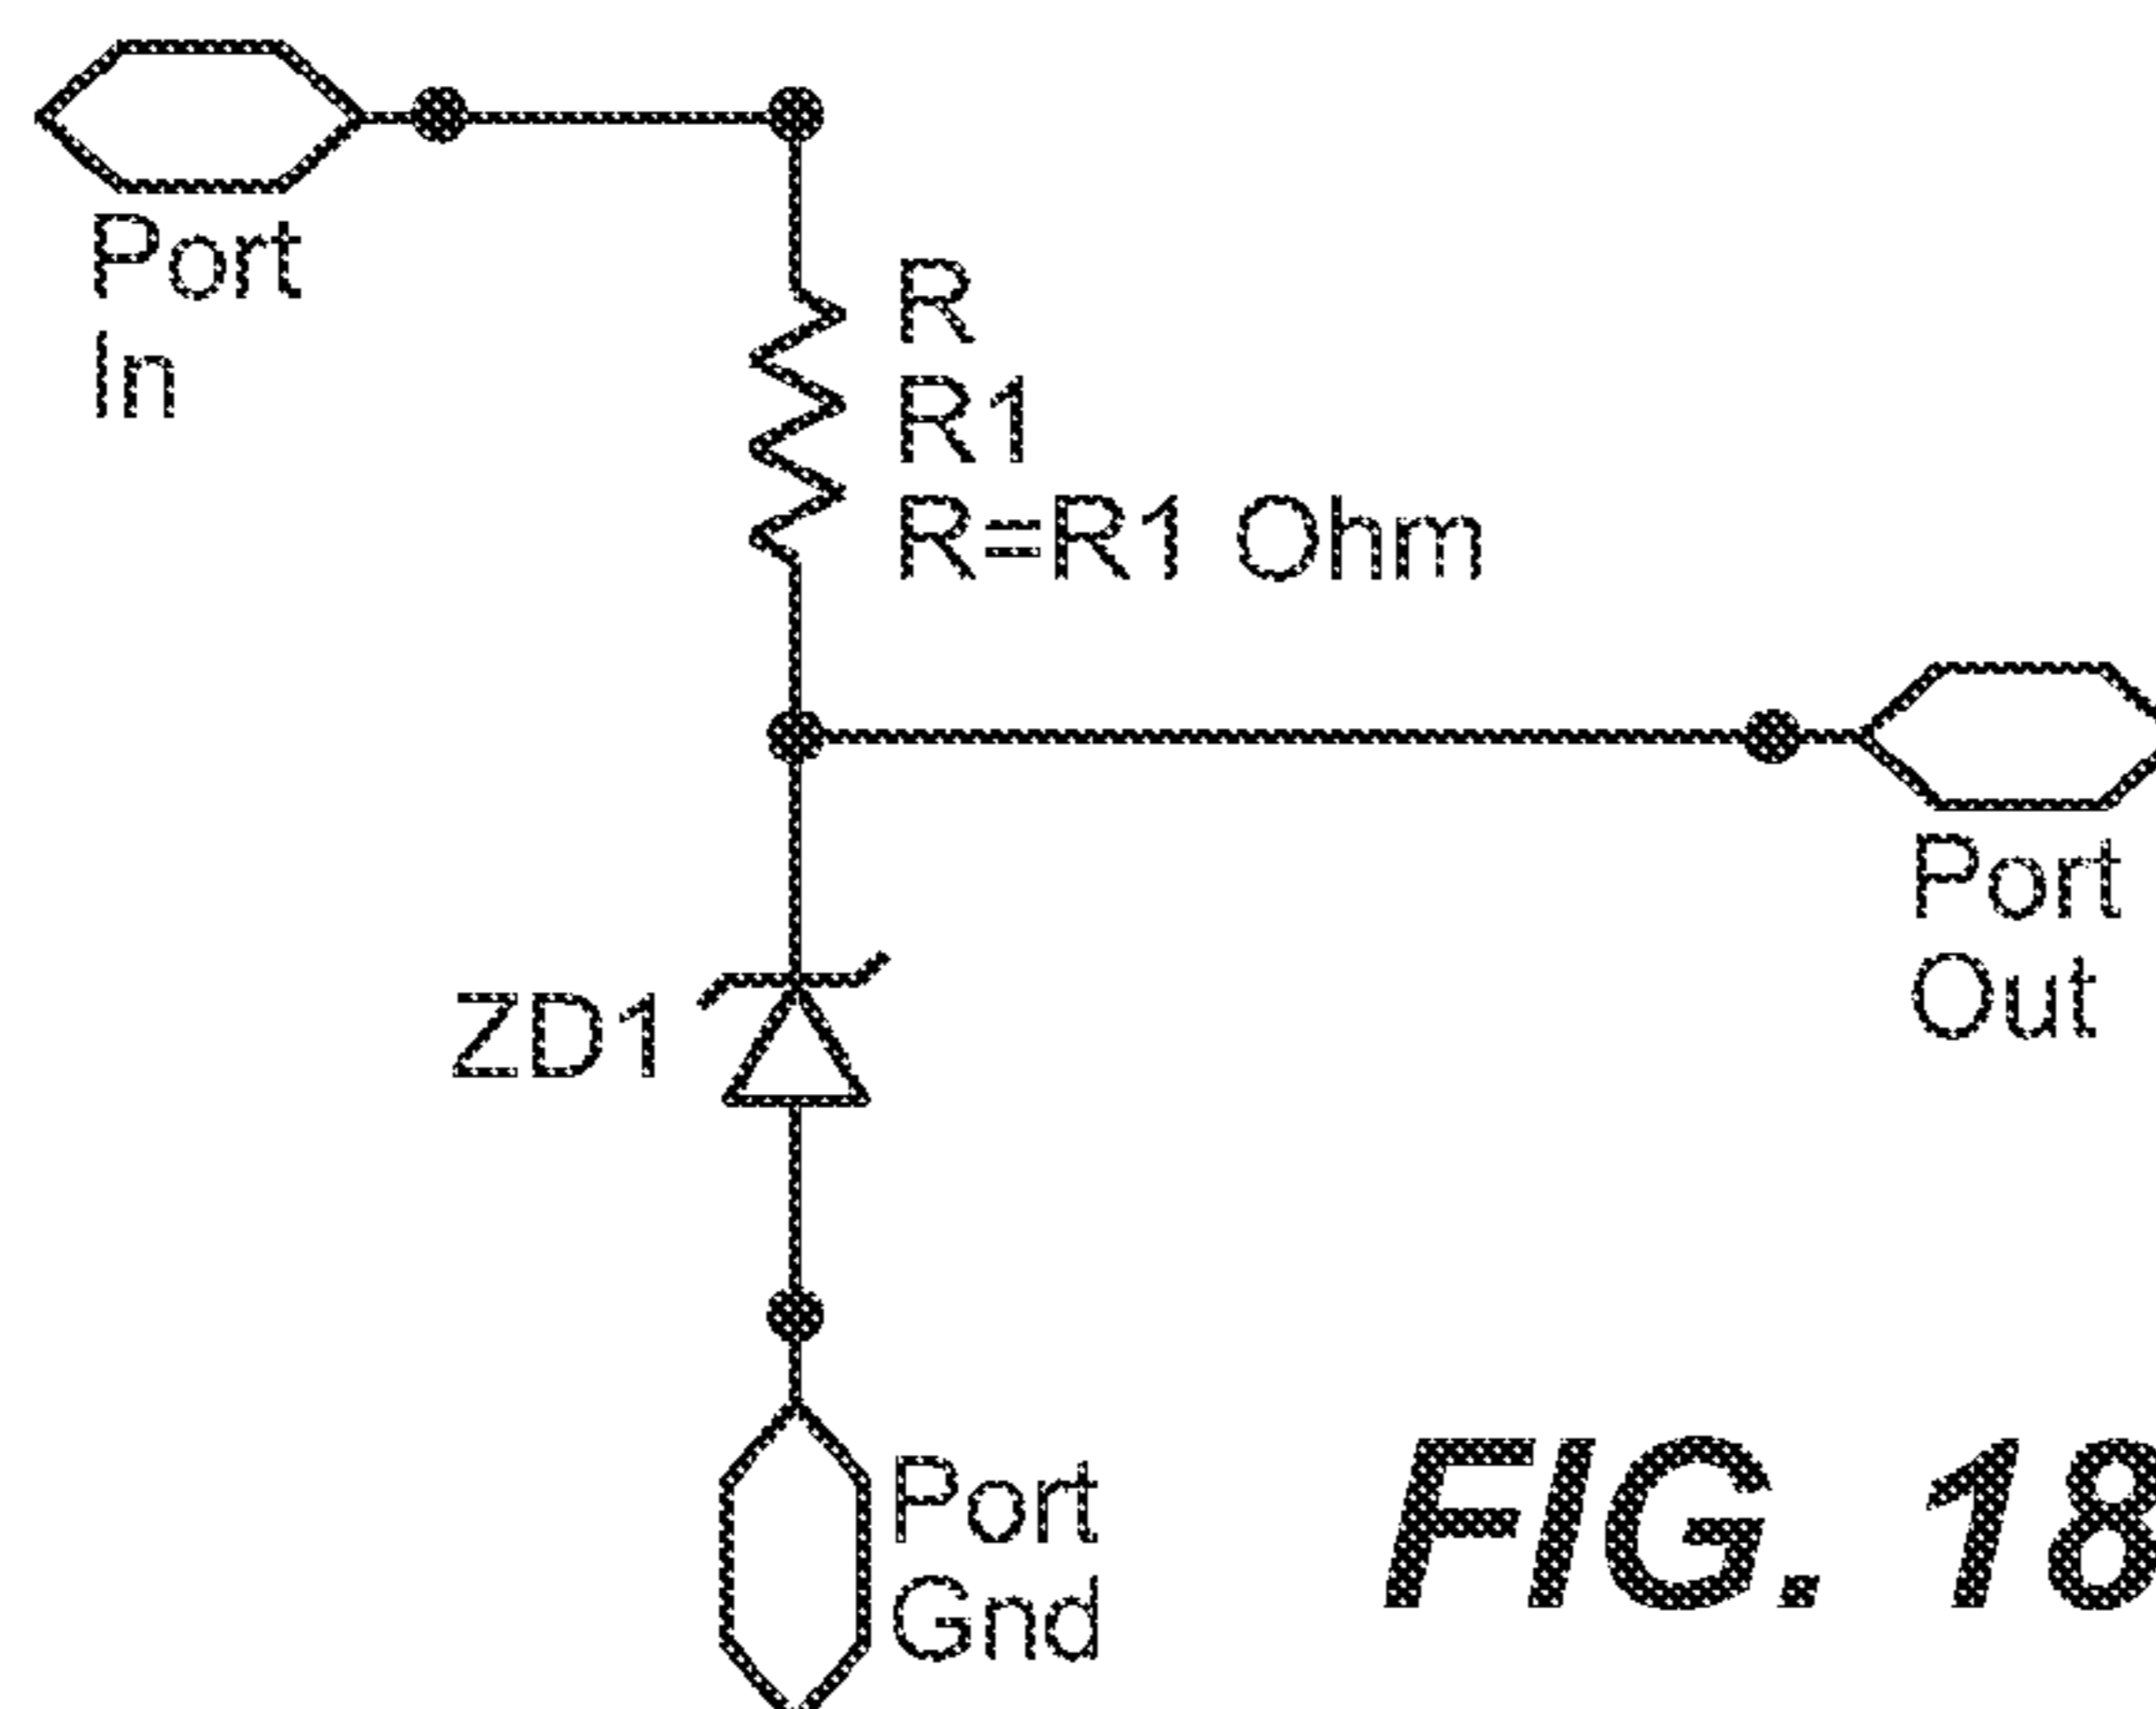 Port
In
R
R1
R=R1 Ohm
Port
Out
ZD1
Port
Gnd
FIG. 18